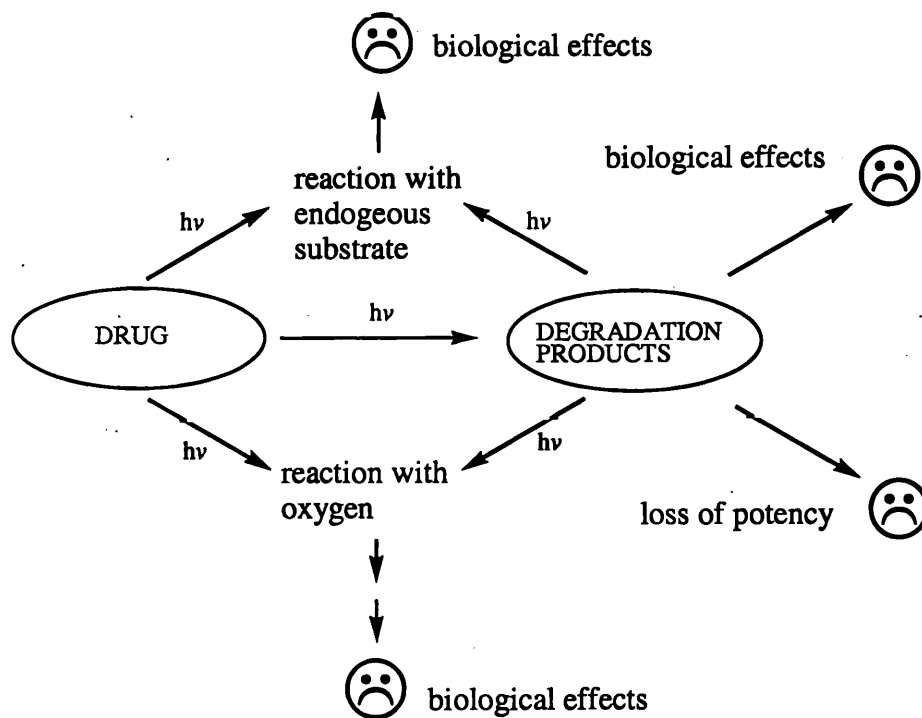 biological effects
biological effects
reaction with
endogeous
substrate
hν
hν
DRUG
hν
DEGRADATION
PRODUCTS
hν
hν
reaction with
oxygen
loss of potency
biological effects